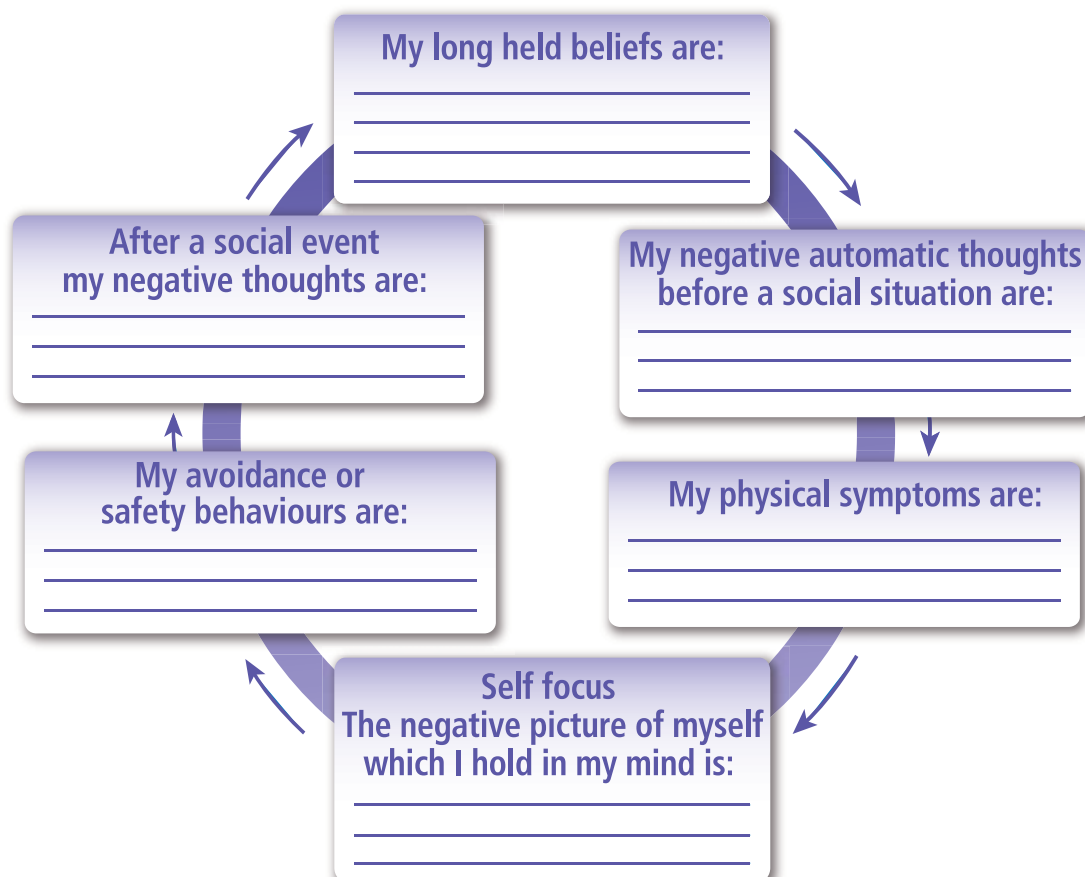 My long held beliefs are:
My negative automatic thoughts
before a social situation are:
My physical symptoms are:
Self focus
The negative picture of myself
which I hold in my mind is:
My avoidance or
safety behaviours are:
After a social event
my negative thoughts are: